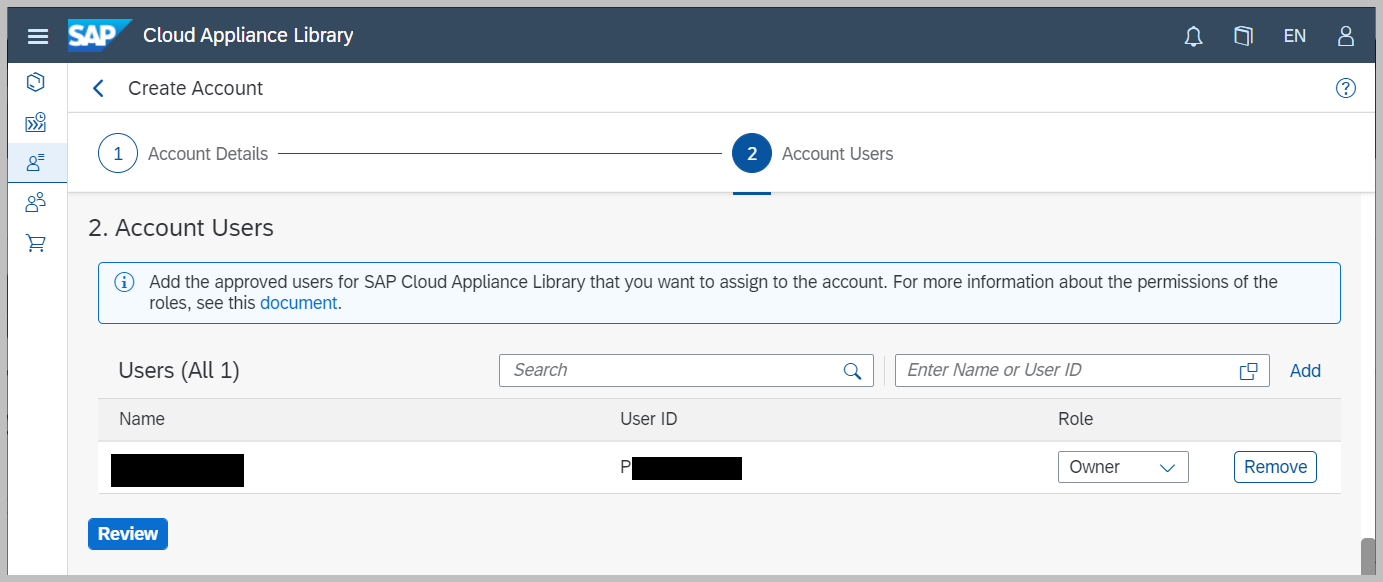 SAP Cloud Appliance Library EN
Create Account ?
1 Account Details 2 Account Users
2. Account Users
Add the approved users for SAP Cloud Appliance Library that you want to assign to the account. For more information about the permissions of the
roles, see this document.
Users (All 1) Search Enter Name or User ID Add
Name User ID Role
P Owner Remove
Review